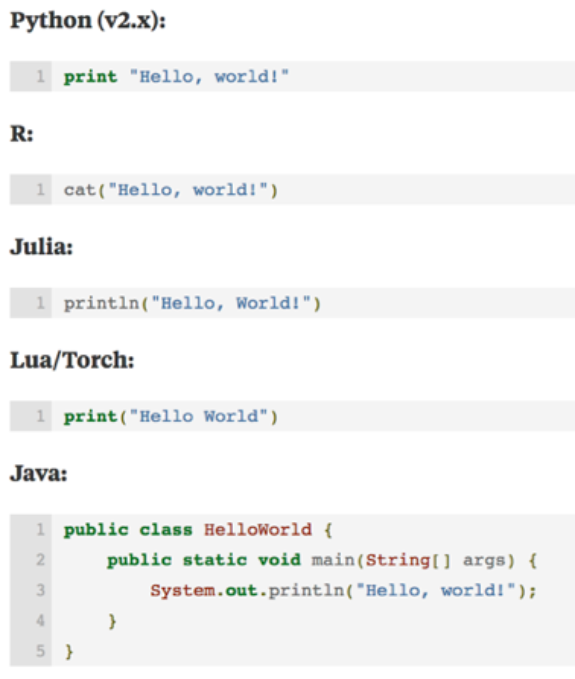 Python (v2.x):
1 print "Hello, world!"
R:
1 cat("Hello, world!")
Julia:
1 println("Hello, World!")
Lua/Torch:
1 print("Hello World")
Java:
1 public class HelloWorld {
2     public static void main(String[] args) {
3         System.out.println("Hello, world!");
4     }
5 }